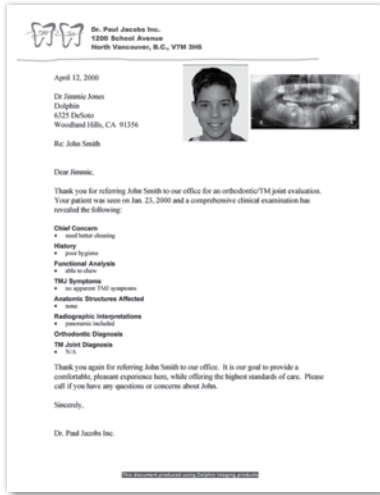 Dr. Paul Jacobs Inc.
1200 School Avenue
North Vancouver, B.C., V7M 3H6
April 12, 2000
Dr Jimmie Jones
Dolphin
6325 DeSoto
Woodland Hills, CA 91356
Re: John Smith
Dear Jimmie,
Thank you for referring John Smith to our office for an orthodontic/TM joint evaluation.
Your patient was seen on Jan. 23, 2000 and a comprehensive clinical examination has
revealed the following:
Chief Concern
• need better cleaning
History
• poor hygiene
Functional Analysis
• able to chew
TMJ Symptoms
• no apparent TMJ symptoms
Anatomic Structures Affected
• none
Radiographic Interpretations
• panoramic included
Orthodontic Diagnosis
TM Joint Diagnosis
• N/A
Thank you again for referring John Smith to our office. It is our goal to provide a
comfortable, pleasant experience here, while offering the highest standards of care. Please
call if you have any questions or concerns about John.
Sincerely,
Dr. Paul Jacobs Inc.
This document produced using Dolphin Imaging products